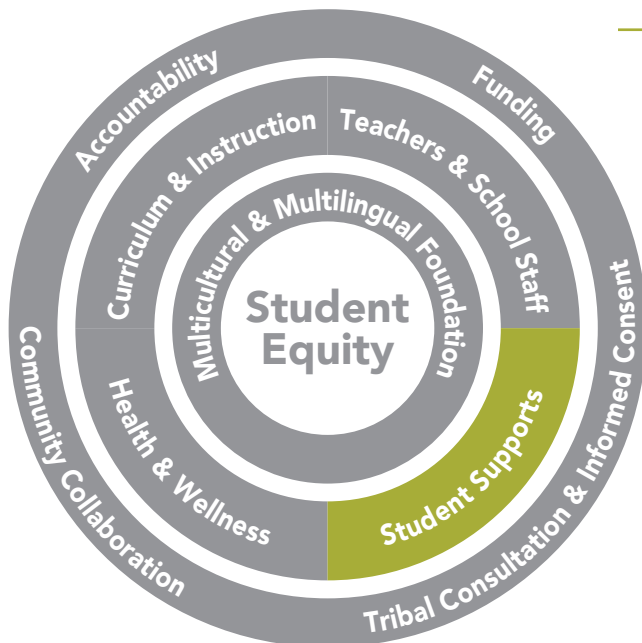 Accountability
Funding
Curriculum & Instruction
Teachers & School Staff
Multicultural & Multilingual Foundation
Student
Equity
Health & Wellness
Student Supports
Community Collaboration
Tribal Consultation & Informed Consent